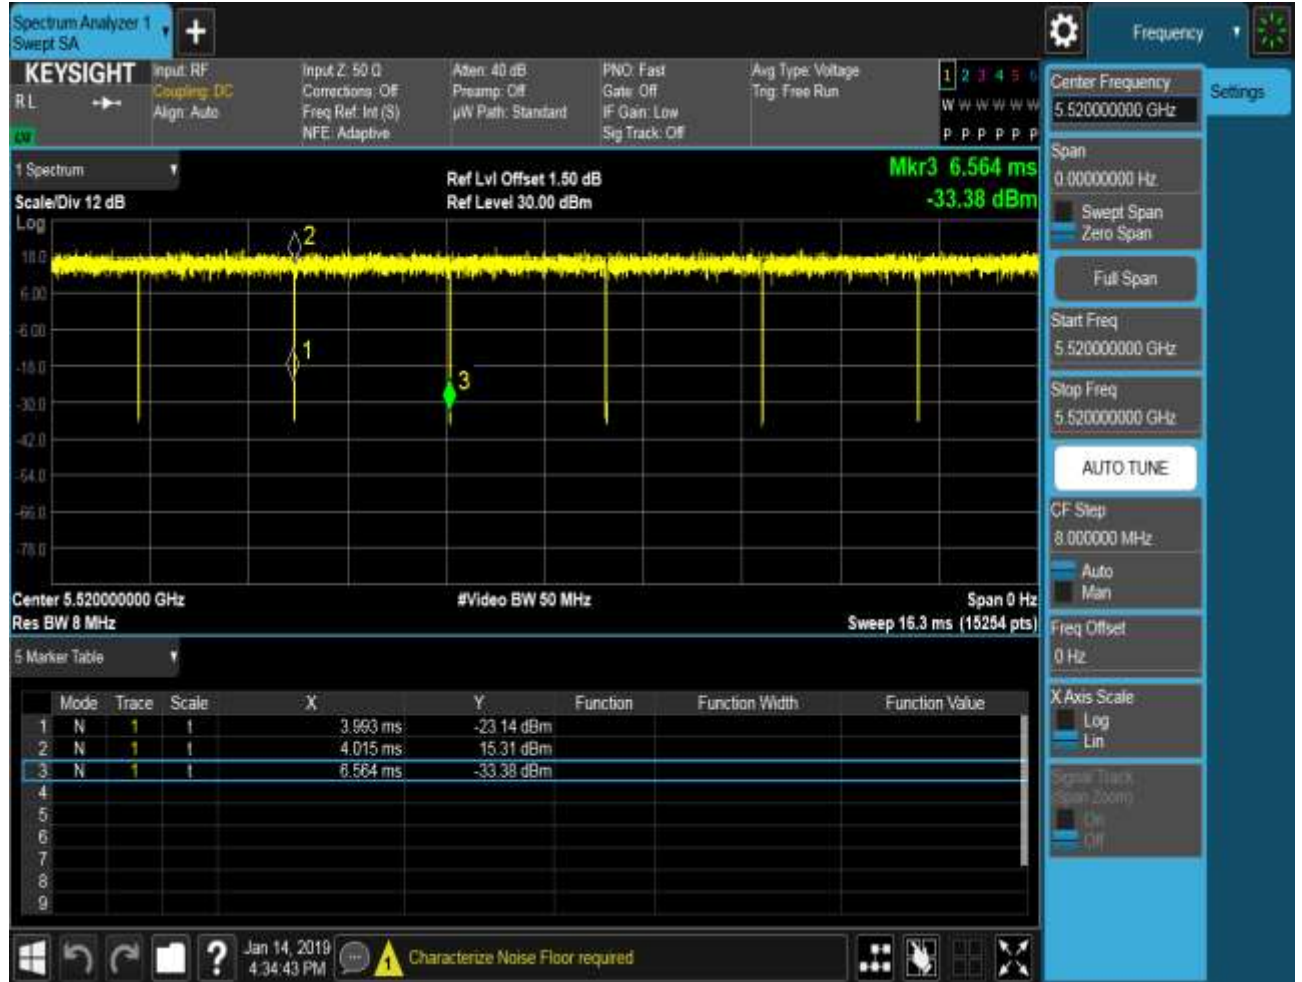 Spectrum Analyzer 1
Swept SA
+
Frequency
KEYSIGHT
RL
Input: RF
Coupling: DC
Align: Auto
Input Z: 50 Ω
Corrections: Off
Freq Ref: Int (S)
NFE: Adaptive
Atten: 40 dB
Preamp: Off
µW Path: Standard
PNO: Fast
Gate: Off
IF Gain: Low
Sig Track: Off
Avg Type: Voltage
Trig: Free Run
1 2 3 4 5 6
W W W W W W
P P P P P P
1 Spectrum
Scale/Div 12 dB
Ref Lvl Offset 1.50 dB
Ref Level 30.00 dBm
Mkr3 6.564 ms
-33.38 dBm
Log
18.0
6.00
-6.00
-18.0
-30.0
-42.0
-54.0
-66.0
-78.0
2
1
3
Center 5.520000000 GHz
#Video BW 50 MHz
Span 0 Hz
Res BW 8 MHz
Sweep 16.3 ms (15254 pts)
5 Marker Table
Mode Trace Scale X Y Function Function Width Function Value
1 N 1 t 3.993 ms -23.14 dBm
2 N 1 t 4.015 ms 15.31 dBm
3 N 1 t 6.564 ms -33.38 dBm
4
5
6
7
8
9
Center Frequency
5.520000000 GHz
Settings
Span
0.00000000 Hz
Swept Span
Zero Span
Full Span
Start Freq
5.520000000 GHz
Stop Freq
5.520000000 GHz
AUTO TUNE
CF Step
8.000000 MHz
Auto
Man
Freq Offset
0 Hz
X Axis Scale
Log
Lin
Signal Track
(Span Zoom)
On
Off
?
Jan 14, 2019
4:34:43 PM
1
Characterize Noise Floor required